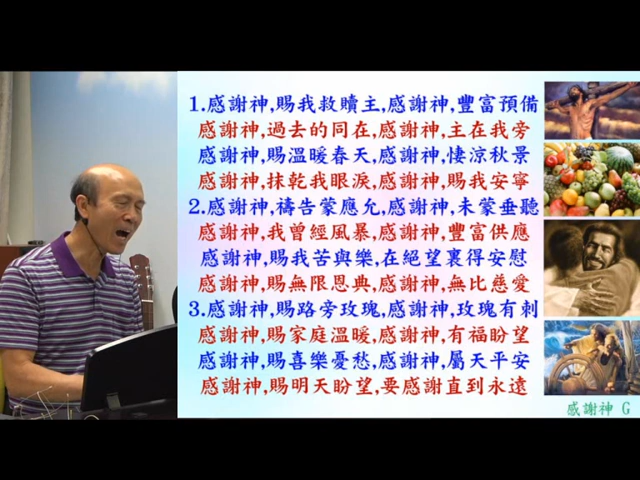 1.感謝神,賜我救贖主,感謝神,豐富預備
感謝神,過去的同在,感謝神,主在我旁
感謝神,賜溫暖春天,感謝神,悽涼秋景
感謝神,抹乾我眼淚,感謝神,賜我安寧
2.感謝神,禱告蒙應允,感謝神,未蒙垂聽
感謝神,我曾經風暴,感謝神,豐富供應
感謝神,賜我苦與樂,在絕望裏得安慰
感謝神,賜無限恩典,感謝神,無比慈愛
3.感謝神,賜路旁玫瑰,感謝神,玫瑰有刺
感謝神,賜家庭溫暖,感謝神,有福盼望
感謝神,賜喜樂憂愁,感謝神,屬天平安
感謝神,賜明天盼望,要感謝直到永遠
感謝神 G